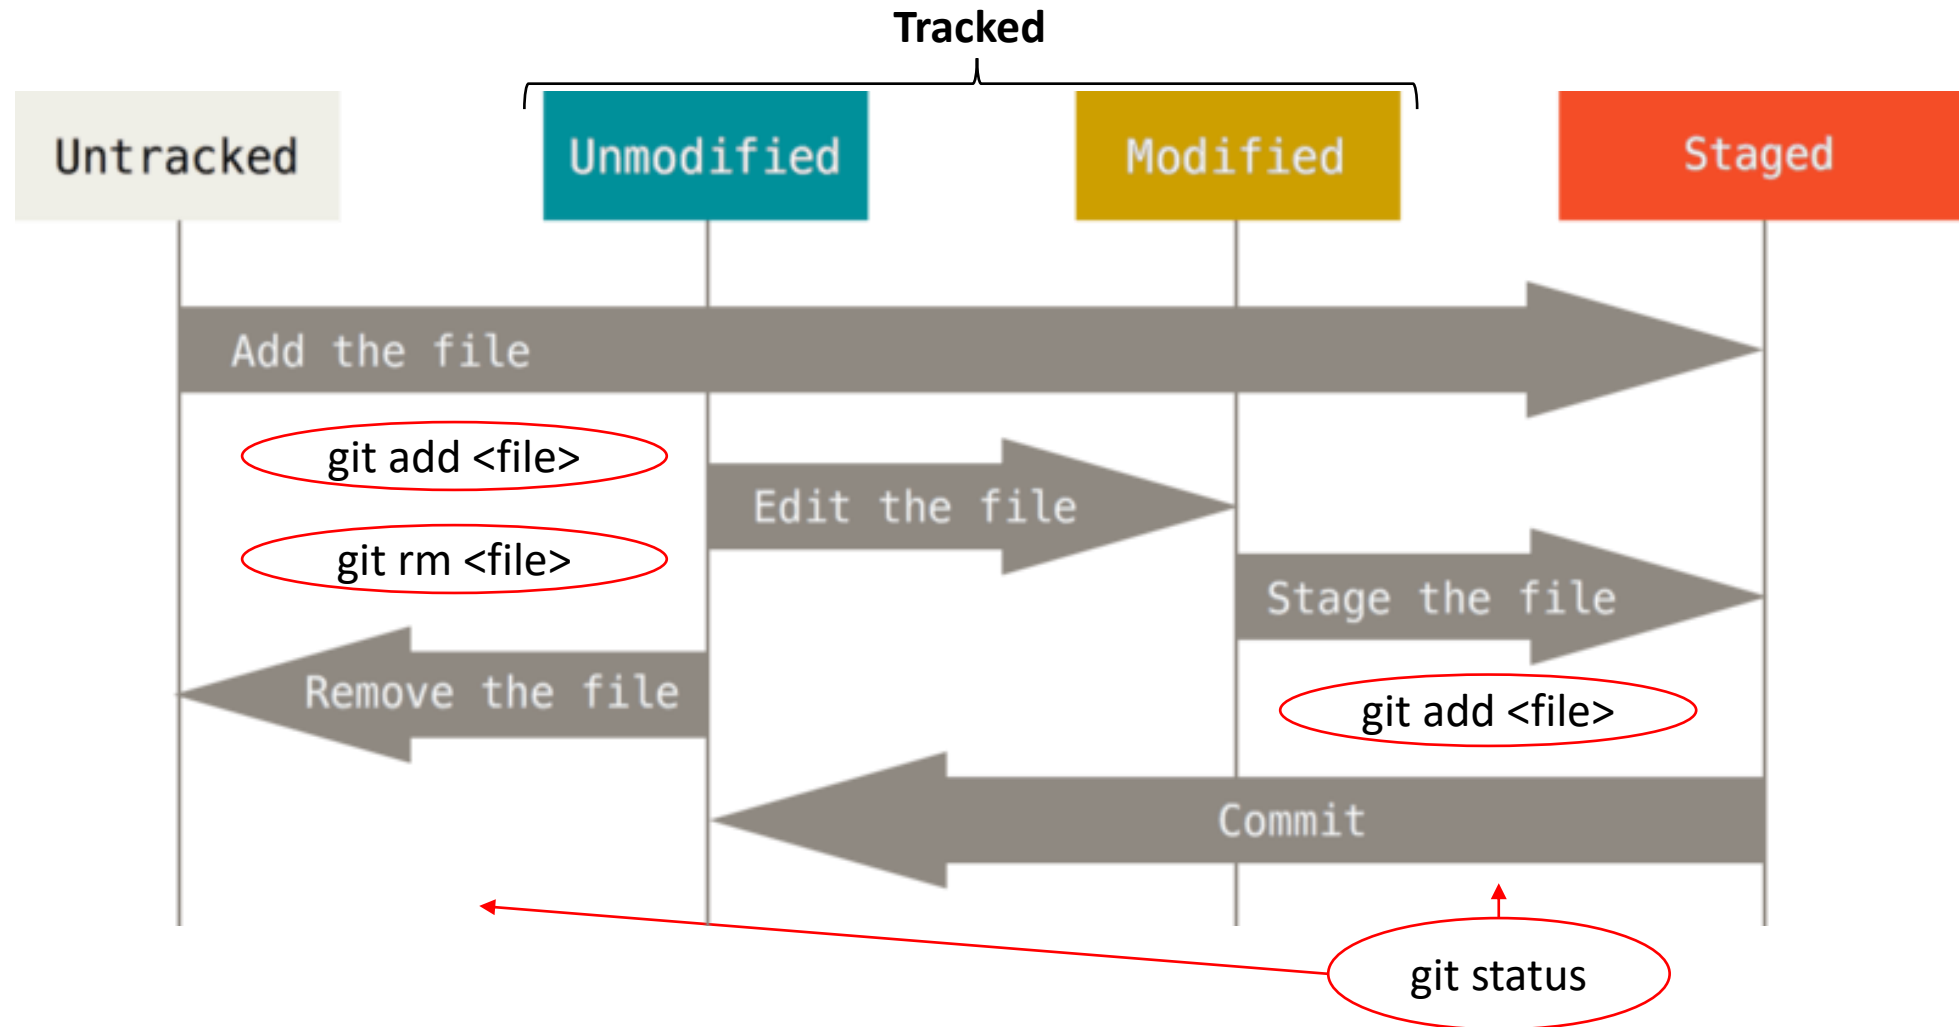 Tracked
Untracked
Unmodified
Modified
Staged
Add the file
git add <file>
Edit the file
git rm <file>
Stage the file
Remove the file
git add <file>
Commit
git status